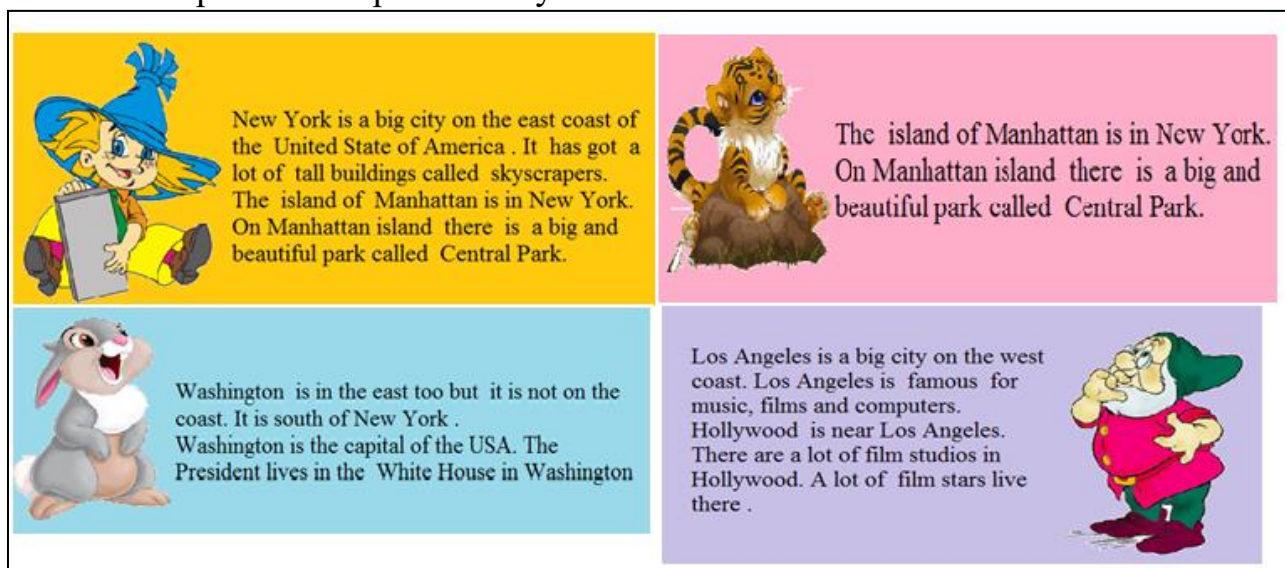 New York is a big city on the east coast of
the United State of America . It has got a
lot of tall buildings called skyscrapers.
The island of Manhattan is in New York.
On Manhattan island there is a big and
beautiful park called Central Park.
The island of Manhattan is in New York.
On Manhattan island there is a big and
beautiful park called Central Park.
Washington is in the east too but it is not on the
coast. It is south of New York .
Washington is the capital of the USA. The
President lives in the White House in Washington
Los Angeles is a big city on the west
coast. Los Angeles is famous for
music, films and computers.
Hollywood is near Los Angeles.
There are a lot of film studios in
Hollywood. A lot of film stars live
there .